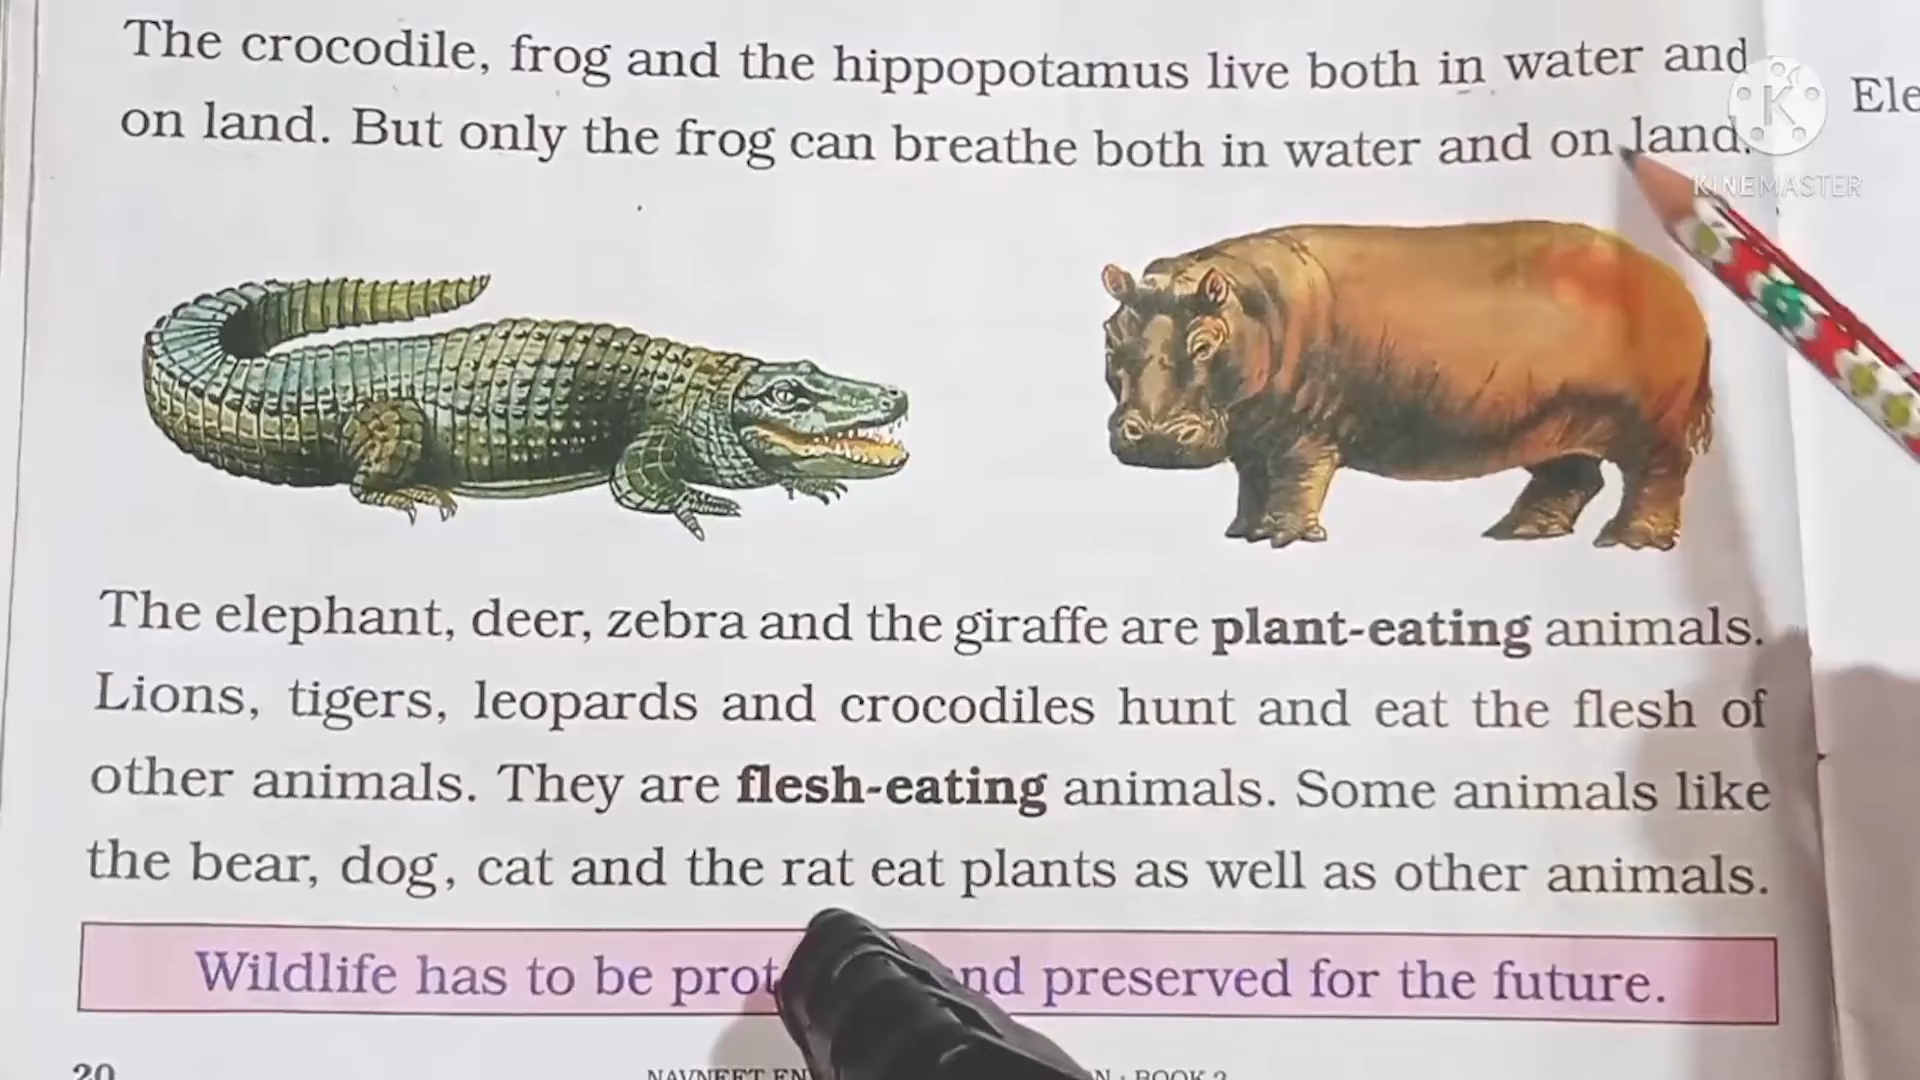 The crocodile, frog and the hippopotamus live both in water and
on land. But only the frog can breathe both in water and on land.
Ele
KINEMASTER
The elephant, deer, zebra and the giraffe are plant-eating animals.
Lions, tigers, leopards and crocodiles hunt and eat the flesh of
other animals. They are flesh-eating animals. Some animals like
the bear, dog, cat and the rat eat plants as well as other animals.
Wildlife has to be prot nd preserved for the future.
20
NAVNEET EN BOOK 2